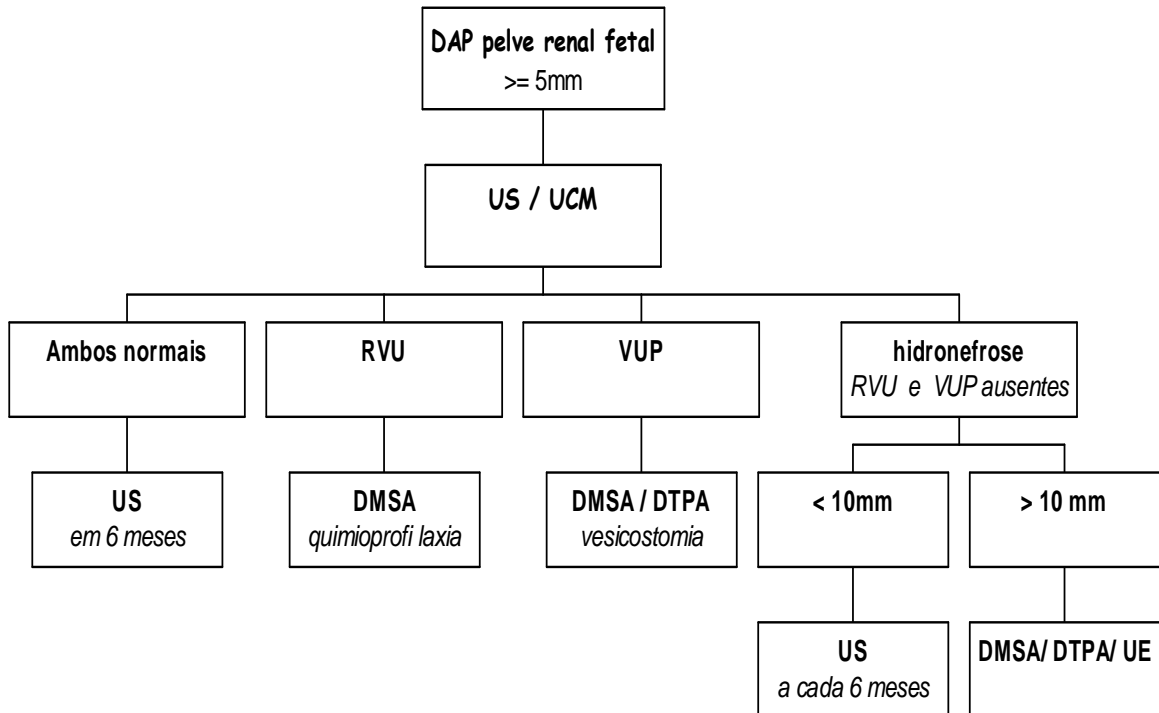 DAP pelve renal fetal
>= 5mm
US / UCM
Ambos normais
RVU
VUP
hidronefrose
RVU e VUP ausentes
US
em 6 meses
DMSA
quimioprofi laxia
DMSA / DTPA
vesicostomia
< 10mm
> 10 mm
US
a cada 6 meses
DMSA/ DTPA/ UE